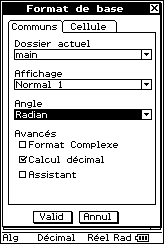 Format de base
Communs Cellule
Dossier actuel
main
Affichage
Normal 1
Angle
Radian
Avancés
Format Complexe
Calcul décimal
Assistant
Valid Annul
Alg Décimal Réel Rad